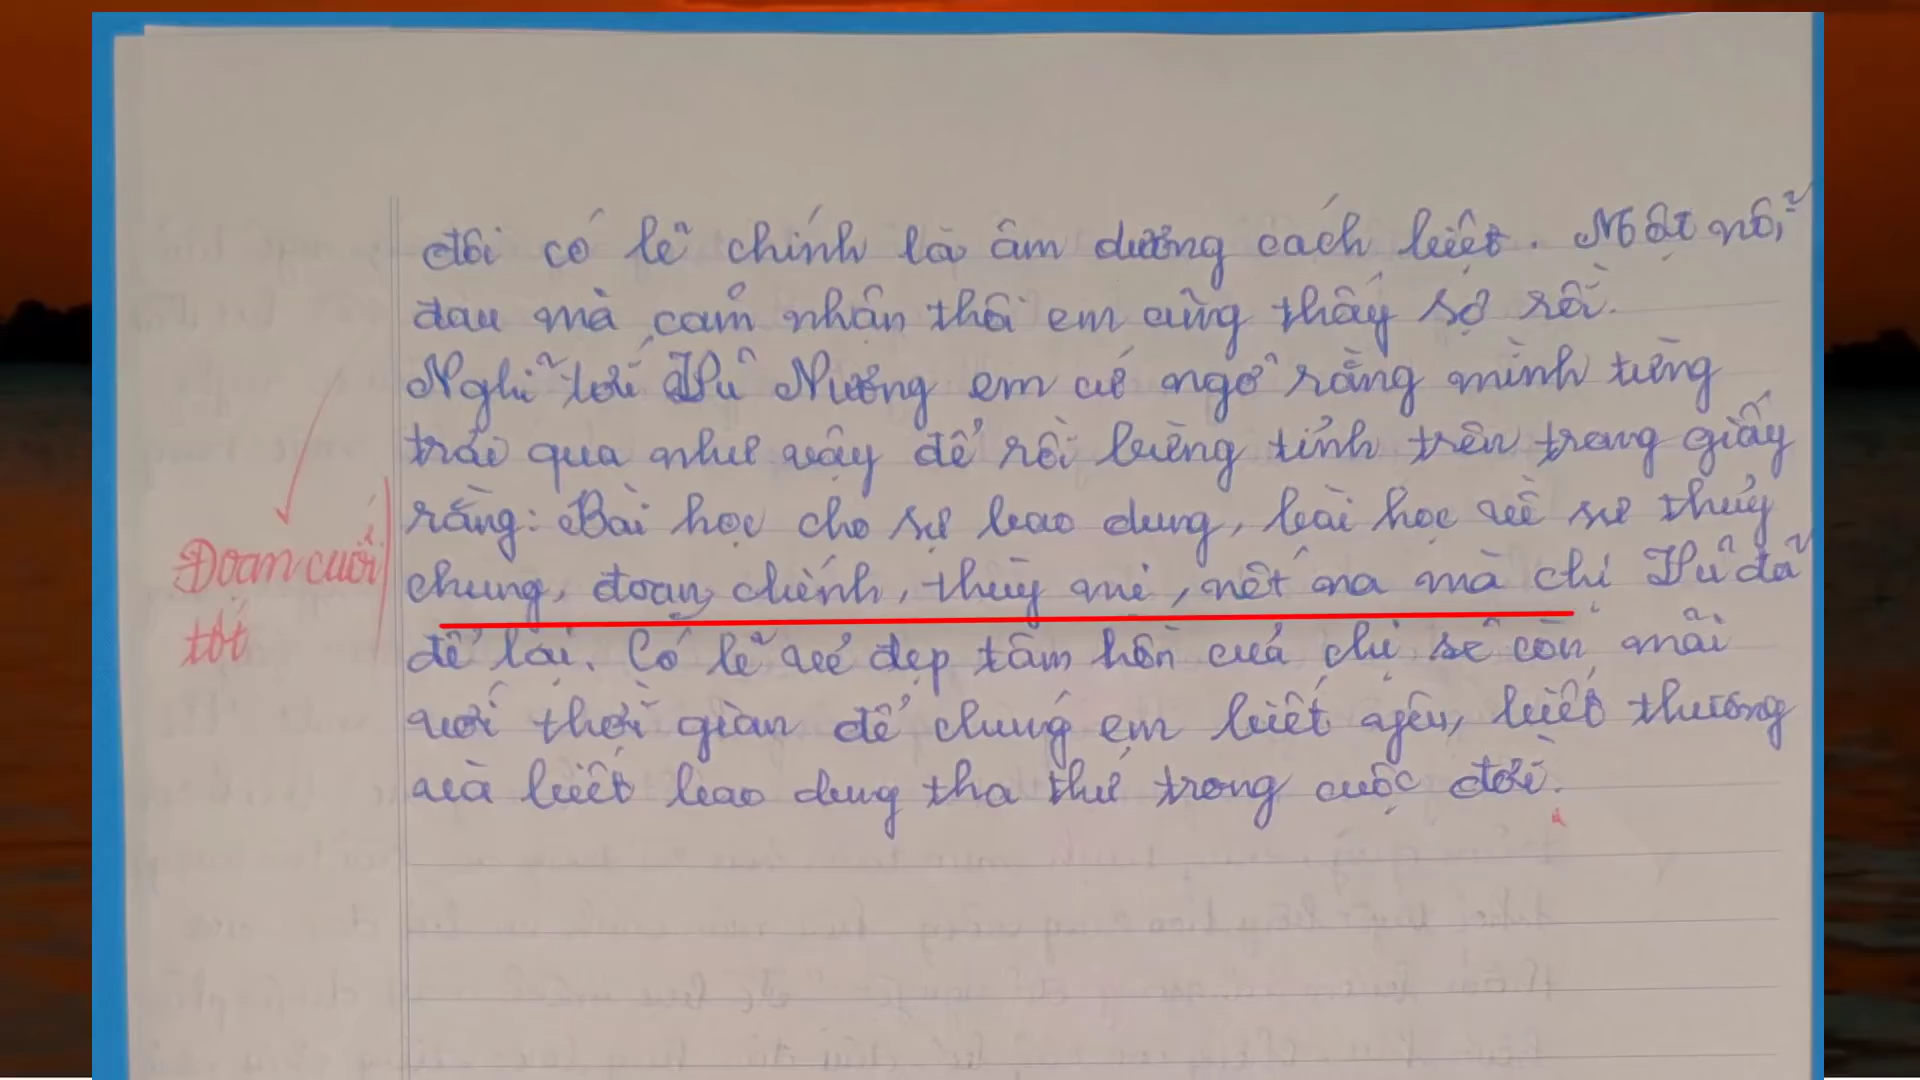 đời có lẽ chính là âm dương cách biệt. Một nỗi
đau mà cảm nhận thôi em cũng thấy sợ rồi.
Nghĩ tới Vũ Nương em cứ ngỡ rằng mình từng
trải qua như vậy để rồi bừng tỉnh trên trang giấy
rằng: Bài học cho sự bao dung, bài học về sự thủy
chung, đoan chính, thùy mị, nết na mà chị Vũ đã
để lại. Có lẽ vẻ đẹp tâm hồn của chị sẽ còn mãi
với thời gian để chúng em biết yêu, biết thương
và biết bao dung tha thứ trong cuộc đời.
Đoạn cuối
tốt